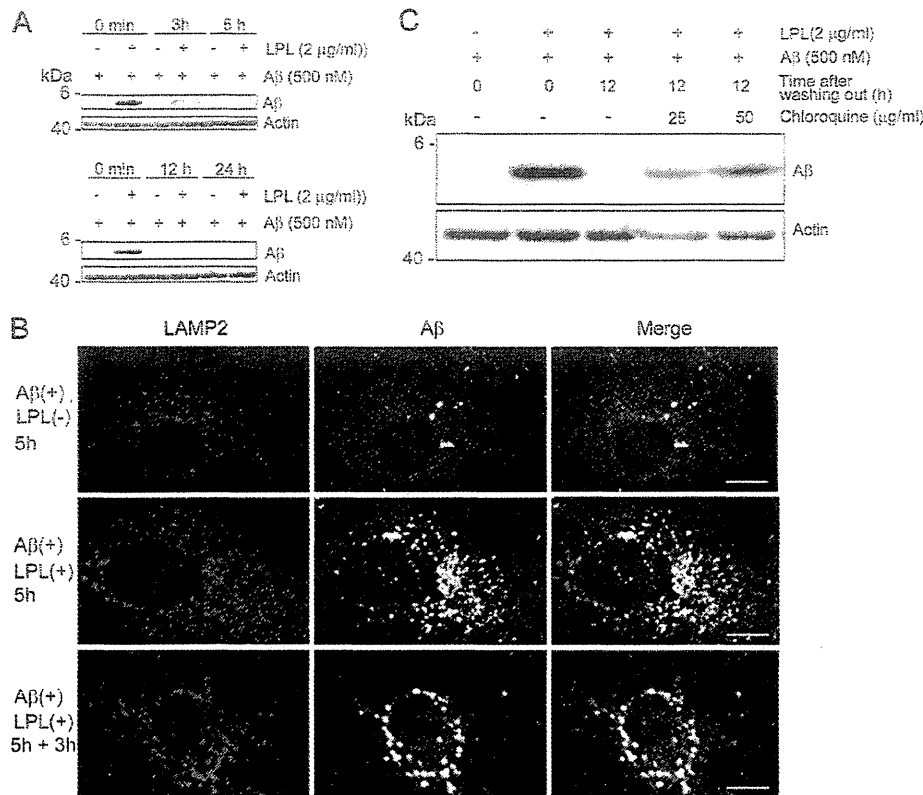 A
0 min 3h 5 h
- + - + - + LPL (2 µg/ml))
+ + + + + + Aβ (500 nM)
kDa
6 -
Aβ
Actin
40 -
0 min 12 h 24 h
- + - + - + LPL (2 µg/ml))
+ + + + + + Aβ (500 nM)
6 -
Aβ
Actin
40 -
C
- + + + + LPL(2 µg/ml)
+ + + + + Aβ (500 nM)
0 0 12 12 12 Time after
washing out (h)
- - - 25 50 Chloroquine (µg/ml)
kDa
6 -
Aβ
Actin
40 -
B
LAMP2 Aβ Merge
Aβ(+)
LPL(-)
5h
Aβ(+)
LPL(+)
5h
Aβ(+)
LPL(+)
5h + 3h